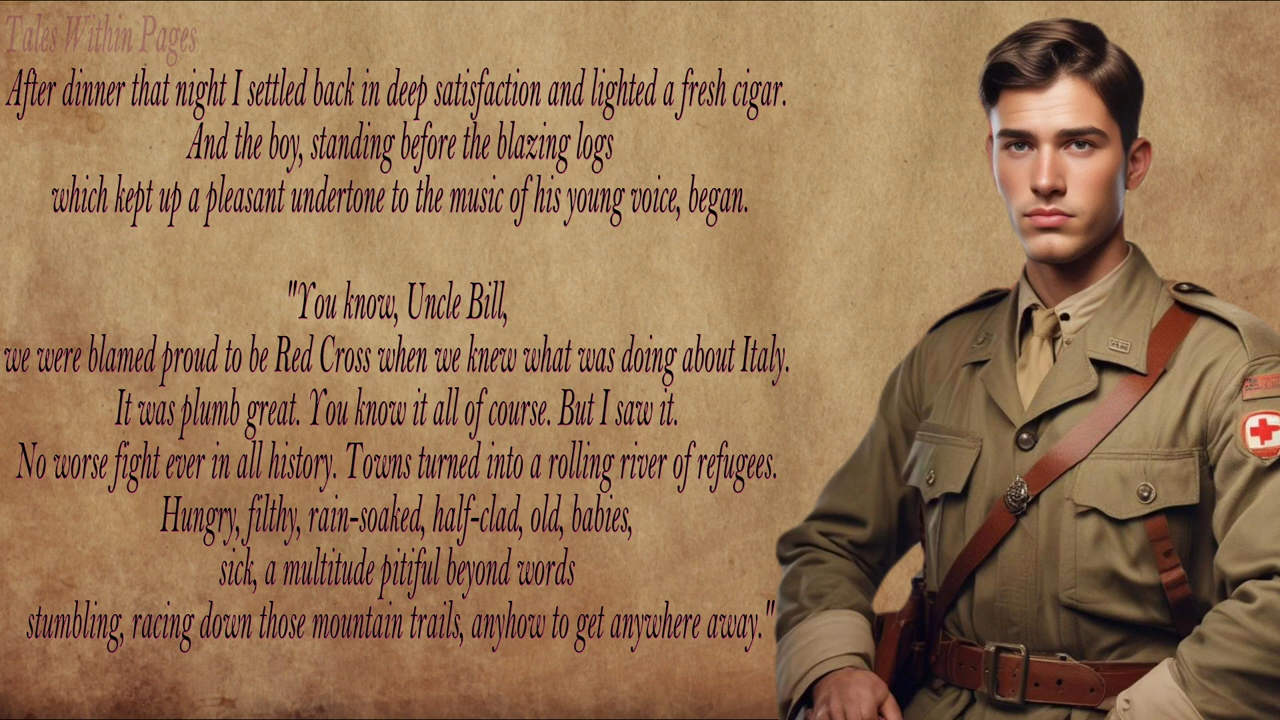 Tales Within Pages
After dinner that night I settled back in deep satisfaction and lighted a fresh cigar.
And the boy, standing before the blazing logs
which kept up a pleasant undertone to the music of his young voice, began.
"You know, Uncle Bill,
we were blamed proud to be Red Cross when we knew what was doing about Italy.
It was plumb great. You know it all of course. But I saw it.
No worse fight ever in all history. Towns turned into a rolling river of refugees.
Hungry, filthy, rain-soaked, half-clad, old, babies,
sick, a multitude pitiful beyond words
stumbling, racing down those mountain trails, anyhow to get anywhere away."